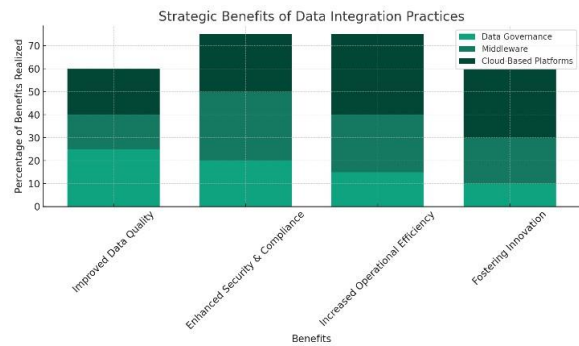 Strategic Benefits of Data Integration Practices
Data Governance
Middleware
Cloud-Based Platforms
Percentage of Benefits Realized
70
60
50
40
30
20
10
0
Improved Data Quality
Enhanced Security & Compliance
Increased Operational Efficiency
Fostering Innovation
Benefits